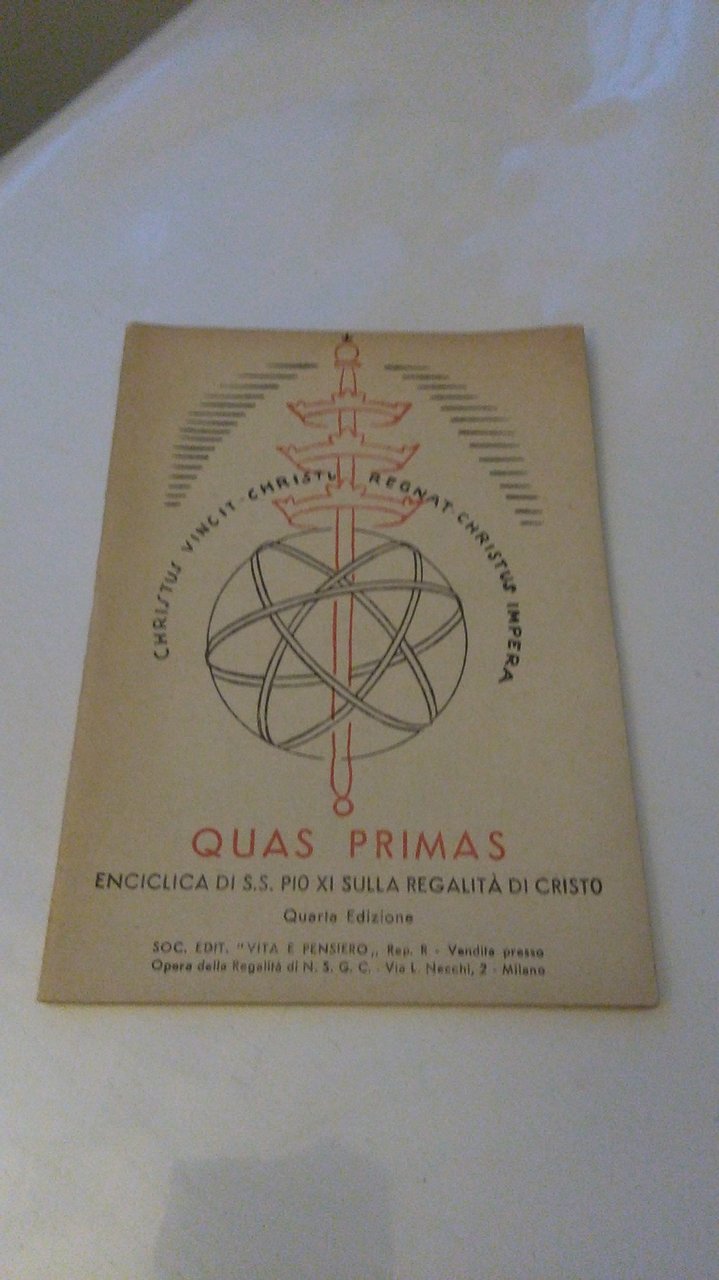 CHRISTUS VINCIT-CHRISTU REGNAT-CHRISTUS IMPERA
QUAS PRIMAS
ENCICLICA DI S.S. PIO XI SULLA REGALITÀ DI CRISTO
Quarta Edizione
SOC. EDIT. "VITA E PENSIERO„ Rep. R - Vendita presso
Opera della Regalità di N. S. G. C. - Via L. Necchi, 2 - Milano